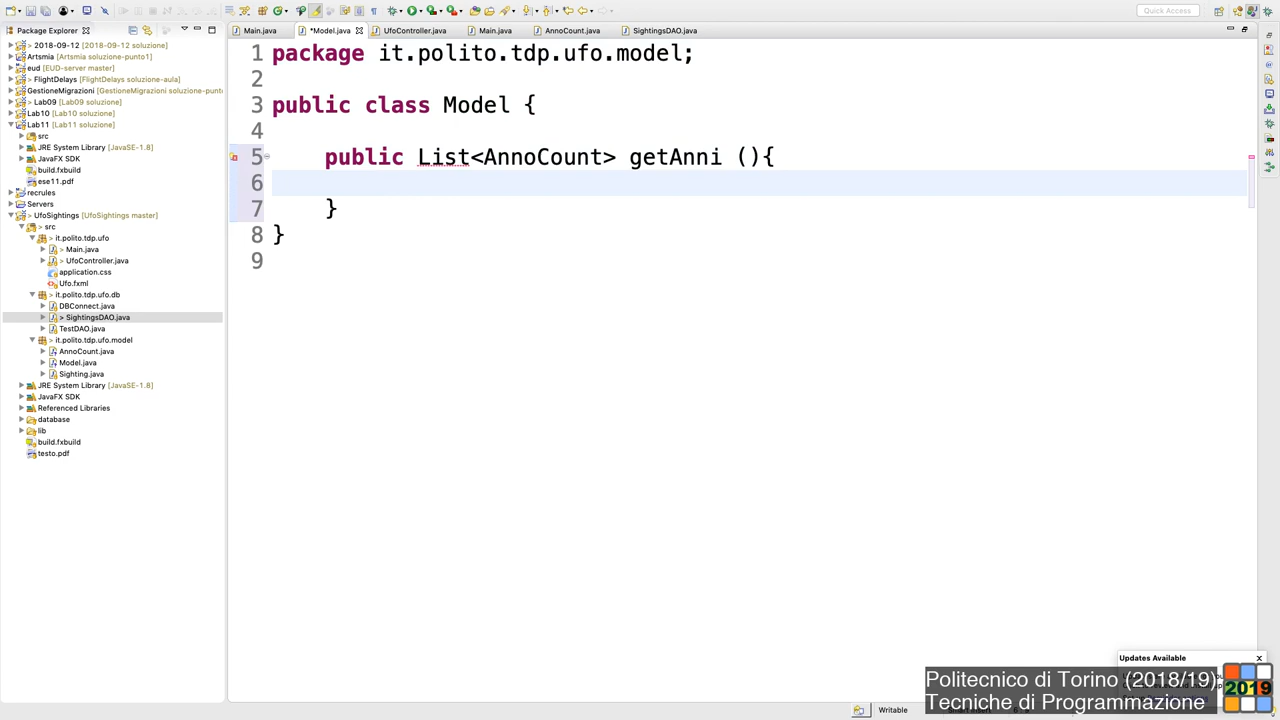 Quick Access
Package Explorer
Main.java
*Model.java
UfoController.java
Main.java
AnnoCount.java
SightingsDAO.java
> 2018-09-12 [2018-09-12 soluzione]
Artsmia [Artsmia soluzione-punto1]
eud [EUD-server master]
> FlightDelays [FlightDelays soluzione-aula]
GestioneMigrazioni [GestioneMigrazioni soluzione-punto
> Lab09 [Lab09 soluzione]
Lab10 [Lab10 soluzione]
Lab11 [Lab11 soluzione]
src
JRE System Library [JavaSE-1.8]
JavaFX SDK
build.fxbuild
ese11.pdf
recrules
Servers
> UfoSightings [UfoSightings master]
> src
> it.polito.tdp.ufo
> Main.java
> UfoController.java
application.css
Ufo.fxml
> it.polito.tdp.ufo.db
DBConnect.java
> SightingsDAO.java
TestDAO.java
> it.polito.tdp.ufo.model
AnnoCount.java
Model.java
Sighting.java
JRE System Library [JavaSE-1.8]
JavaFX SDK
Referenced Libraries
database
lib
build.fxbuild
testo.pdf
1 package it.polito.tdp.ufo.model;
2
3 public class Model {
4
5 public List<AnnoCount> getAnni (){
6
7 }
8 }
9
Updates Available
Politecnico di Torino (2018/19)
Tecniche di Programmazione
2019
Writable